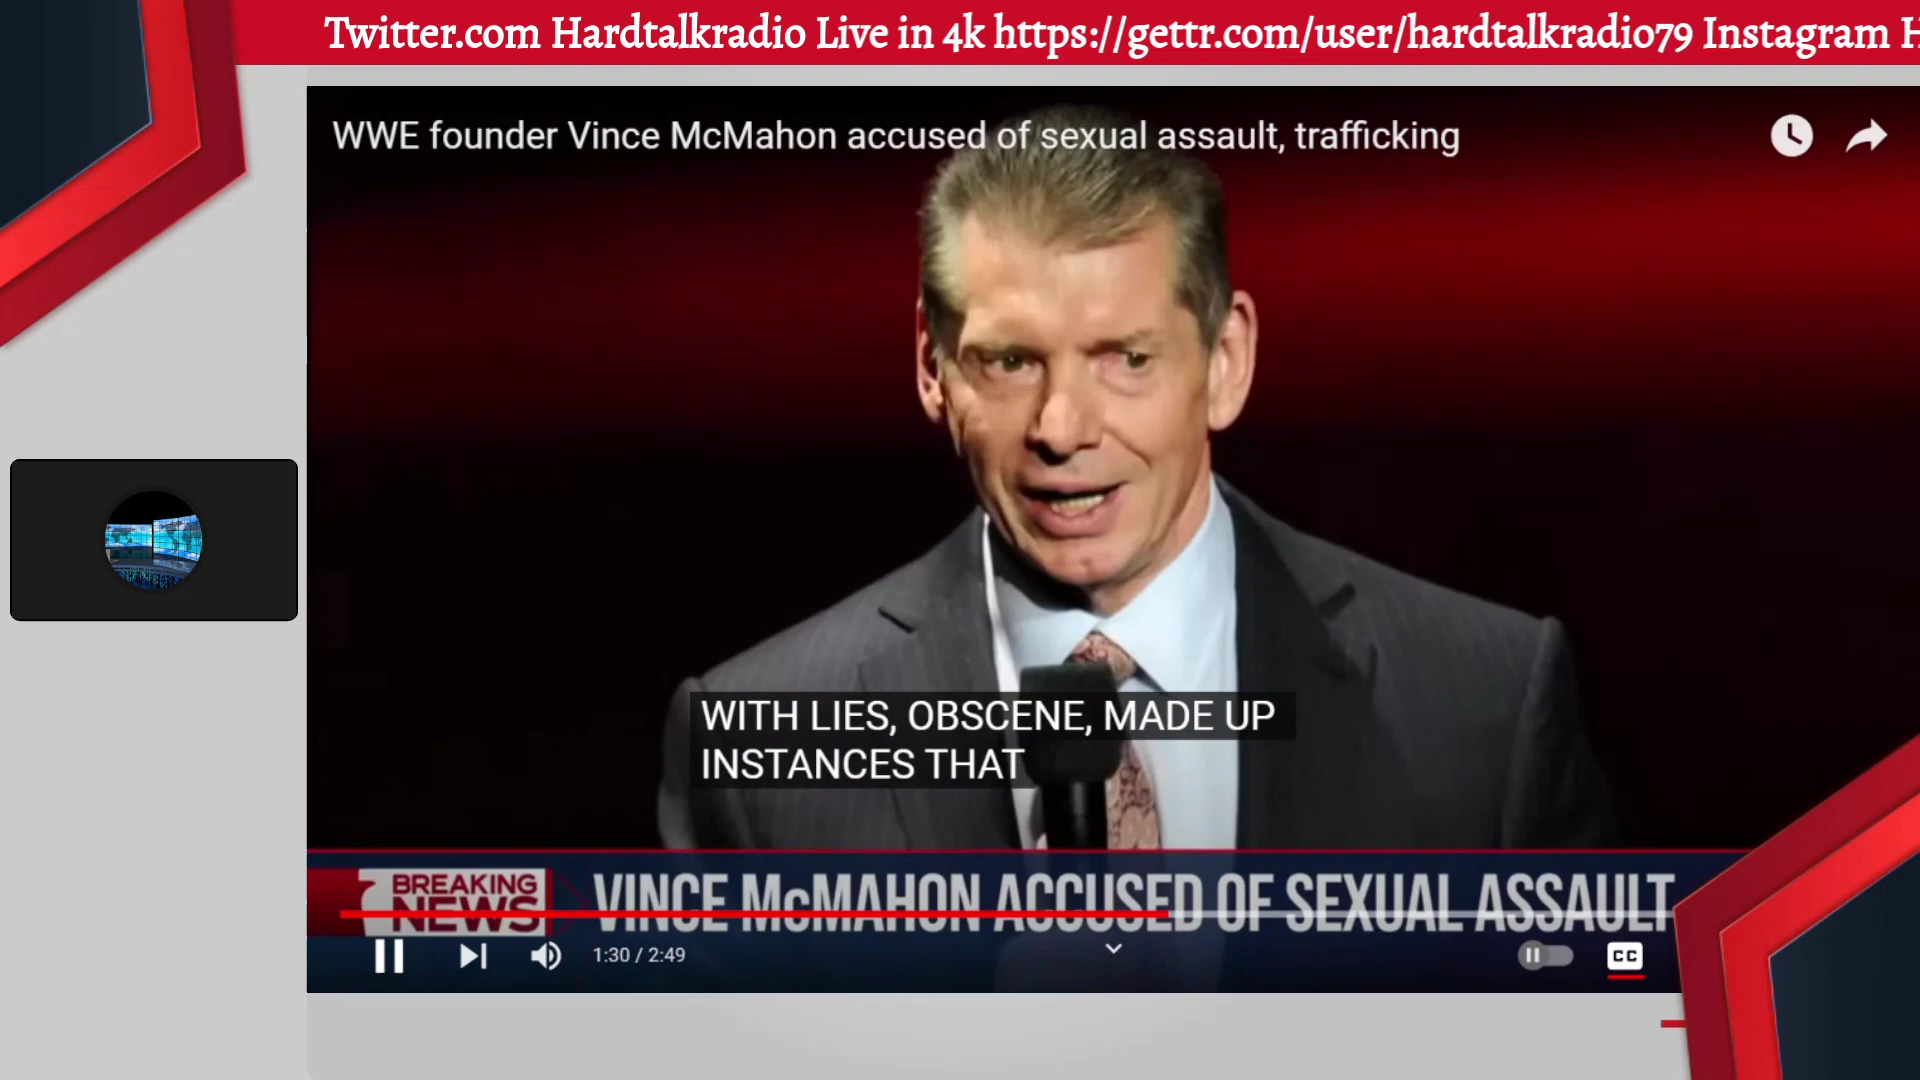 Twitter.com Hardtalkradio Live in 4k https://gettr.com/user/hardtalkradio79 Instagram H
WWE founder Vince McMahon accused of sexual assault, trafficking
WITH LIES, OBSCENE, MADE UP
INSTANCES THAT
7 BREAKING
NEWS
VINCE McMAHON ACCUSED OF SEXUAL ASSAULT
1:30 / 2:49
CC